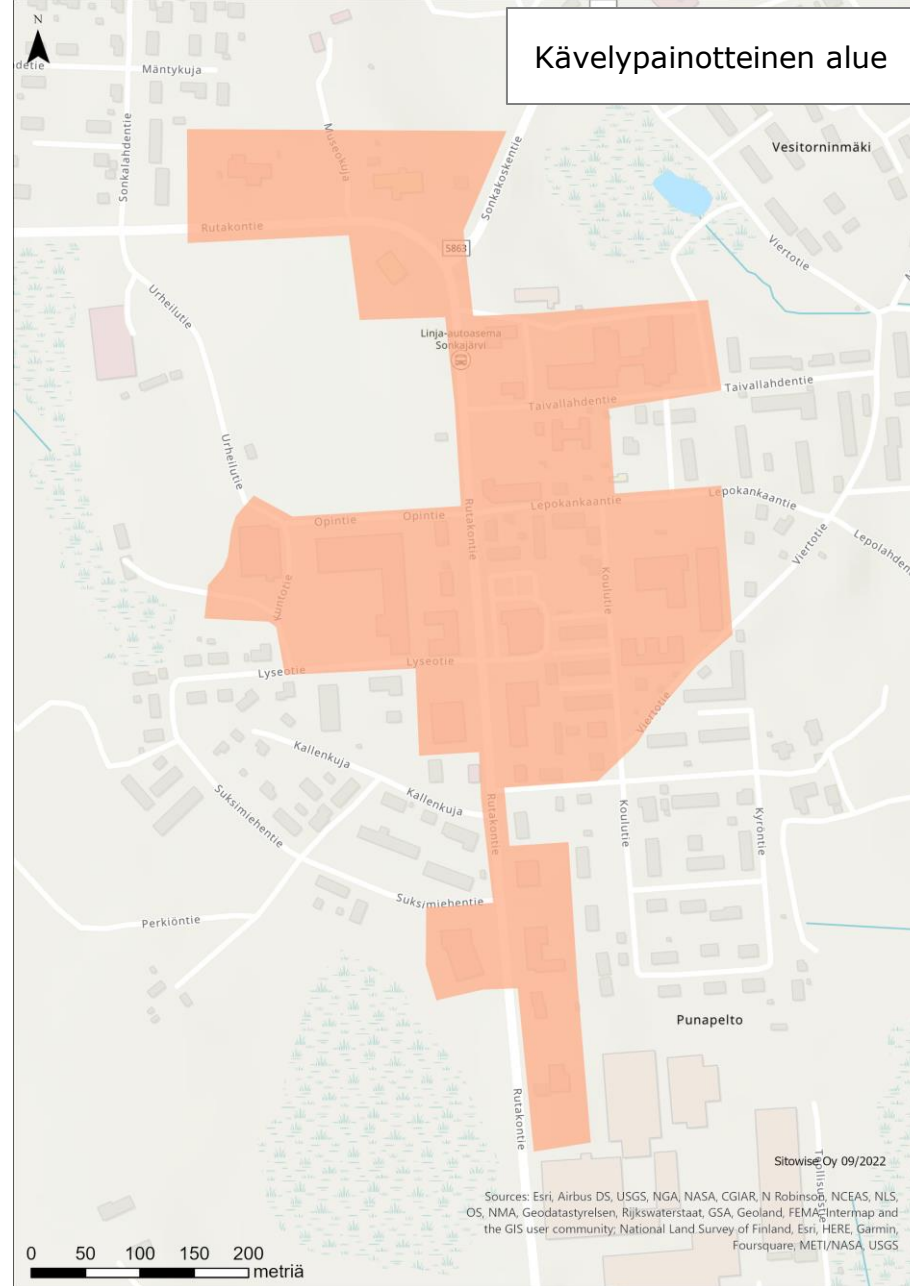 Kävelypainotteinen alue
N
Mäntykuja
Sonkalahdentie
Museokuja
Sonkakoskentie
Vesitorninmäki
Rutakontie
5863
Viertotie
Urheilutie
Linja-autoasema
Sonkajärvi
Taivallahdentie
Taivallahdentie
Urheilutie
Rutakontie
Lepokankaantie
Lepokankaantie
Opintie
Opintie
Viertotie
Kuntotie
Koulutie
Lyseotie
Lyseotie
Viertotie
Kallenkuja
Kallenkuja
Suksimiehentie
Rutakontie
Koulutie
Kyröntie
Suksimiehentie
Perkiöntie
Punapelto
Rutakontie
Sitowise Oy 09/2022
Sources: Esri, Airbus DS, USGS, NGA, NASA, CGIAR, N Robinson, NCEAS, NLS,
OS, NMA, Geodatastyrelsen, Rijkswaterstaat, GSA, Geoland, FEMA, Intermap and
the GIS user community; National Land Survey of Finland, Esri, HERE, Garmin,
Foursquare, METI/NASA, USGS
0 50 100 150 200
metriä